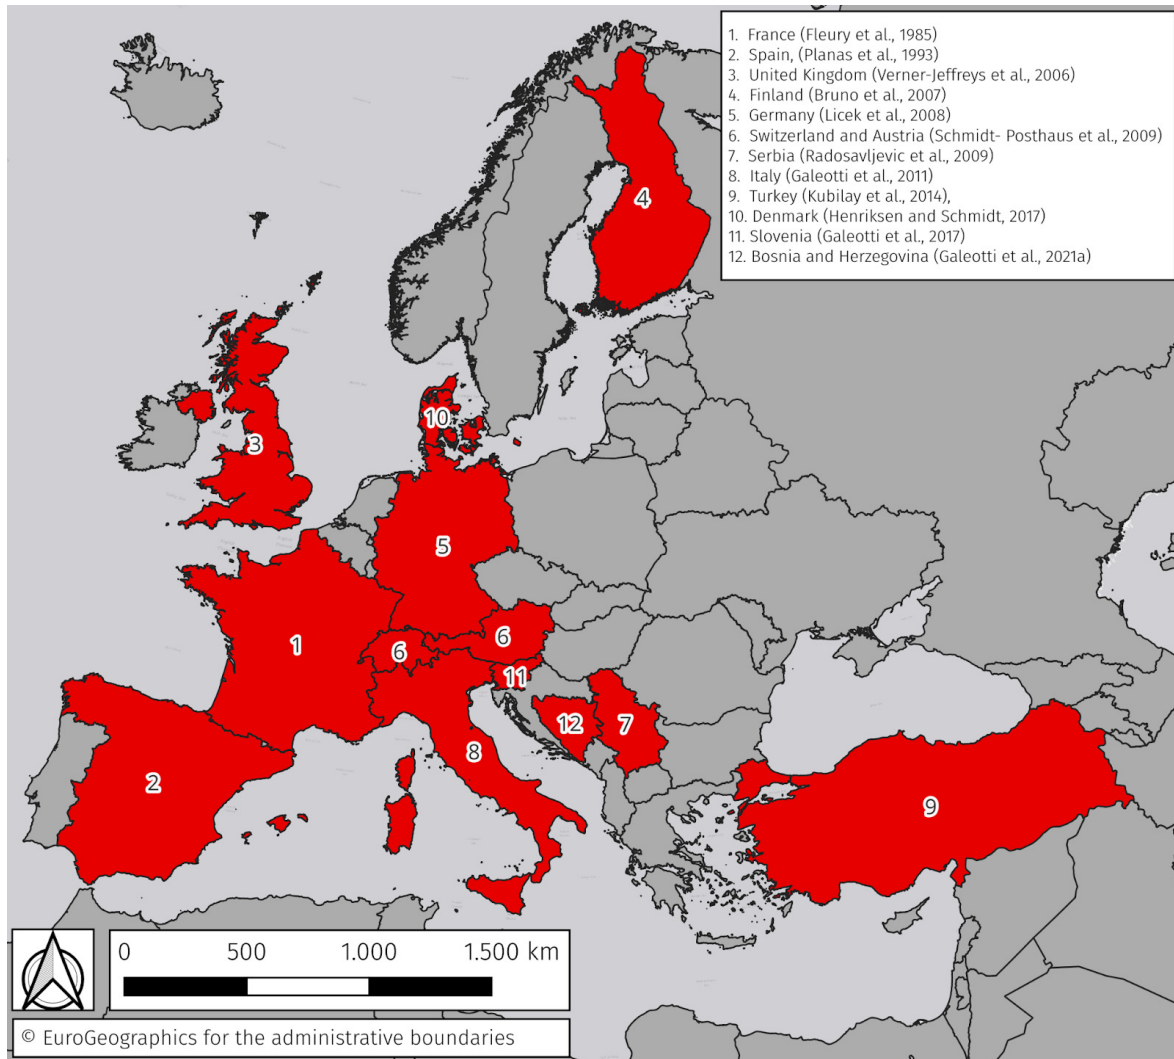 1. France (Fleury et al., 1985)
2. Spain, (Planas et al., 1993)
3. United Kingdom (Verner-Jeffreys et al., 2006)
4. Finland (Bruno et al., 2007)
5. Germany (Licek et al., 2008)
6. Switzerland and Austria (Schmidt- Posthaus et al., 2009)
7. Serbia (Radosavljevic et al., 2009)
8. Italy (Galeotti et al., 2011)
9. Turkey (Kubilay et al., 2014),
10. Denmark (Henriksen and Schmidt, 2017)
11. Slovenia (Galeotti et al., 2017)
12. Bosnia and Herzegovina (Galeotti et al., 2021a)
4
10
3
5
1
6
6
11
12
7
8
2
9
0 500 1.000 1.500 km
© EuroGeographics for the administrative boundaries